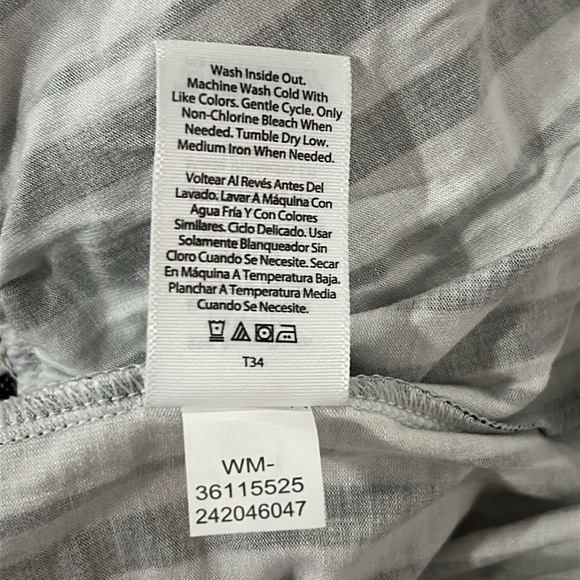 Wash Inside Out.
Machine Wash Cold With
Like Colors. Gentle Cycle. Only
Non-Chlorine Bleach When
Needed. Tumble Dry Low.
Medium Iron When Needed.
Voltear Al Revés Antes Del
Lavado. Lavar A Máquina Con
Agua Fría Y Con Colores
Similares. Ciclo Delicado. Usar
Solamente Blanqueador Sin
Cloro Cuando Se Necesite. Secar
En Máquina A Temperatura Baja.
Planchar A Temperatura Media
Cuando Se Necesite.
T34
WM-
36115525
242046047